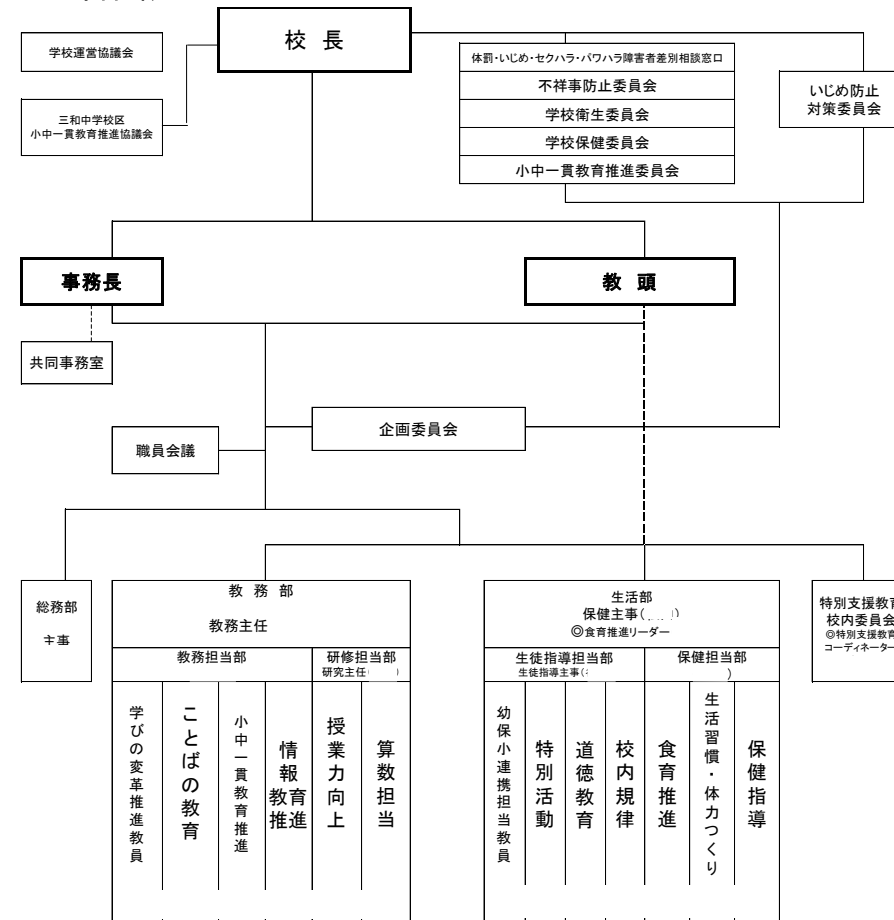 校 長
学校運営協議会
三和中学校区
小中一貫教育推進協議会
体罰・いじめ・セクハラ・パワハラ障害者差別相談窓口
不祥事防止委員会
学校衛生委員会
学校保健委員会
小中一貫教育推進委員会
いじめ防止
対策委員会
事務長
教 頭
共同事務室
企画委員会
職員会議
総務部
主事
教 務 部
教務主任
教務担当部
研修担当部
研究主任( )
学びの変革推進教員
ことばの教育
小中一貫教育推進
情報教育推進
授業力向上
算数担当
生活部
保健主事( )
◎食育推進リーダー
生徒指導担当部
生徒指導主事(
保健担当部
)
幼保小連携担当教員
特別活動
道徳教育
校内規律
食育推進
生活習慣・体力つくり
保健指導
特別支援教育
校内委員会
◎特別支援教育
コーディネーター